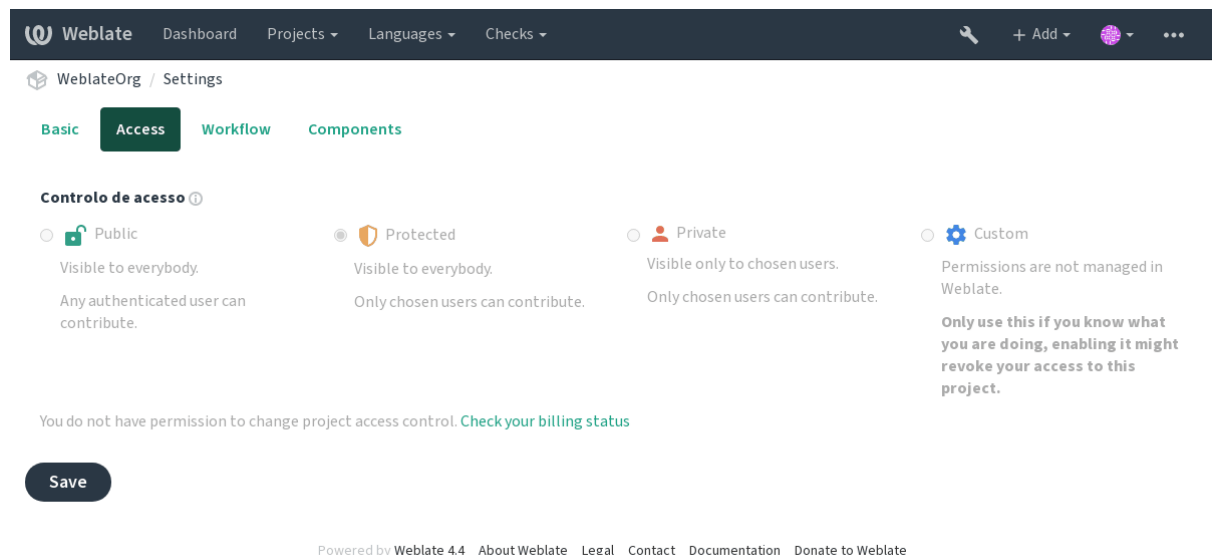 Weblate Dashboard Projects Languages Checks + Add
WeblateOrg / Settings
Basic Access Workflow Components
Controlo de acesso
Public
Visible to everybody.
Any authenticated user can
contribute.
Protected
Visible to everybody.
Only chosen users can contribute.
Private
Visible only to chosen users.
Only chosen users can contribute.
Custom
Permissions are not managed in
Weblate.
Only use this if you know what
you are doing, enabling it might
revoke your access to this
project.
You do not have permission to change project access control. Check your billing status
Save
Powered by Weblate 4.4 About Weblate Legal Contact Documentation Donate to Weblate